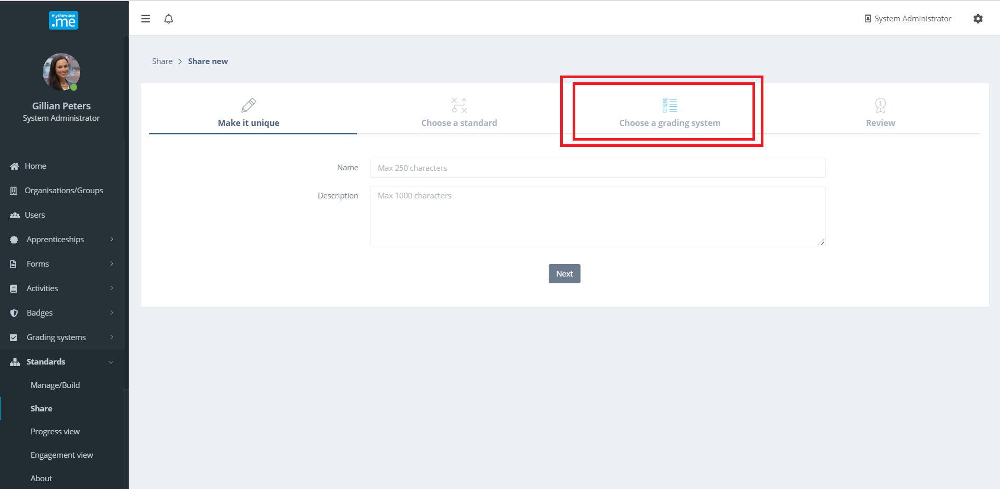 myshowcase
.me
System Administrator
Gillian Peters
System Administrator
Home
Organisations/Groups
Users
Apprenticeships
Forms
Activities
Badges
Grading systems
Standards
Manage/Build
Share
Progress view
Engagement view
About
Share > Share new
Make it unique
Choose a standard
Choose a grading system
1
Review
Name
Max 250 characters
Description
Max 1000 characters
Next